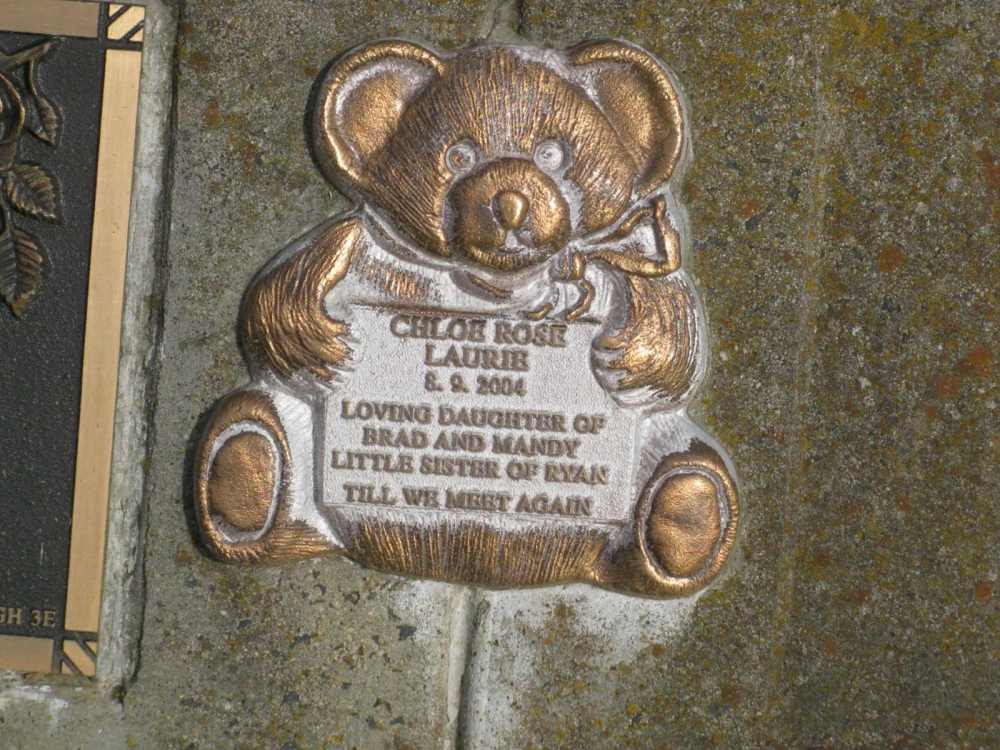 CHLOE ROSE
LAURIE
8. 9. 2004
LOVING DAUGHTER OF
BRAD AND MANDY
LITTLE SISTER OF RYAN
TILL WE MEET AGAIN
3E